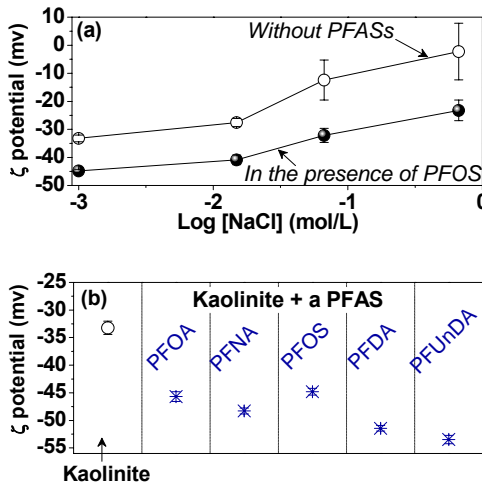 (a)
Without PFASs
In the presence of PFOS
ζ potential (mv)
10
0
-10
-20
-30
-40
-50
-3
-2
-1
0
Log [NaCl] (mol/L)
(b)
Kaolinite + a PFAS
ζ potential (mv)
-25
-30
-35
-40
-45
-50
-55
PFOA
PFNA
PFOS
PFDA
PFUnDA
Kaolinite